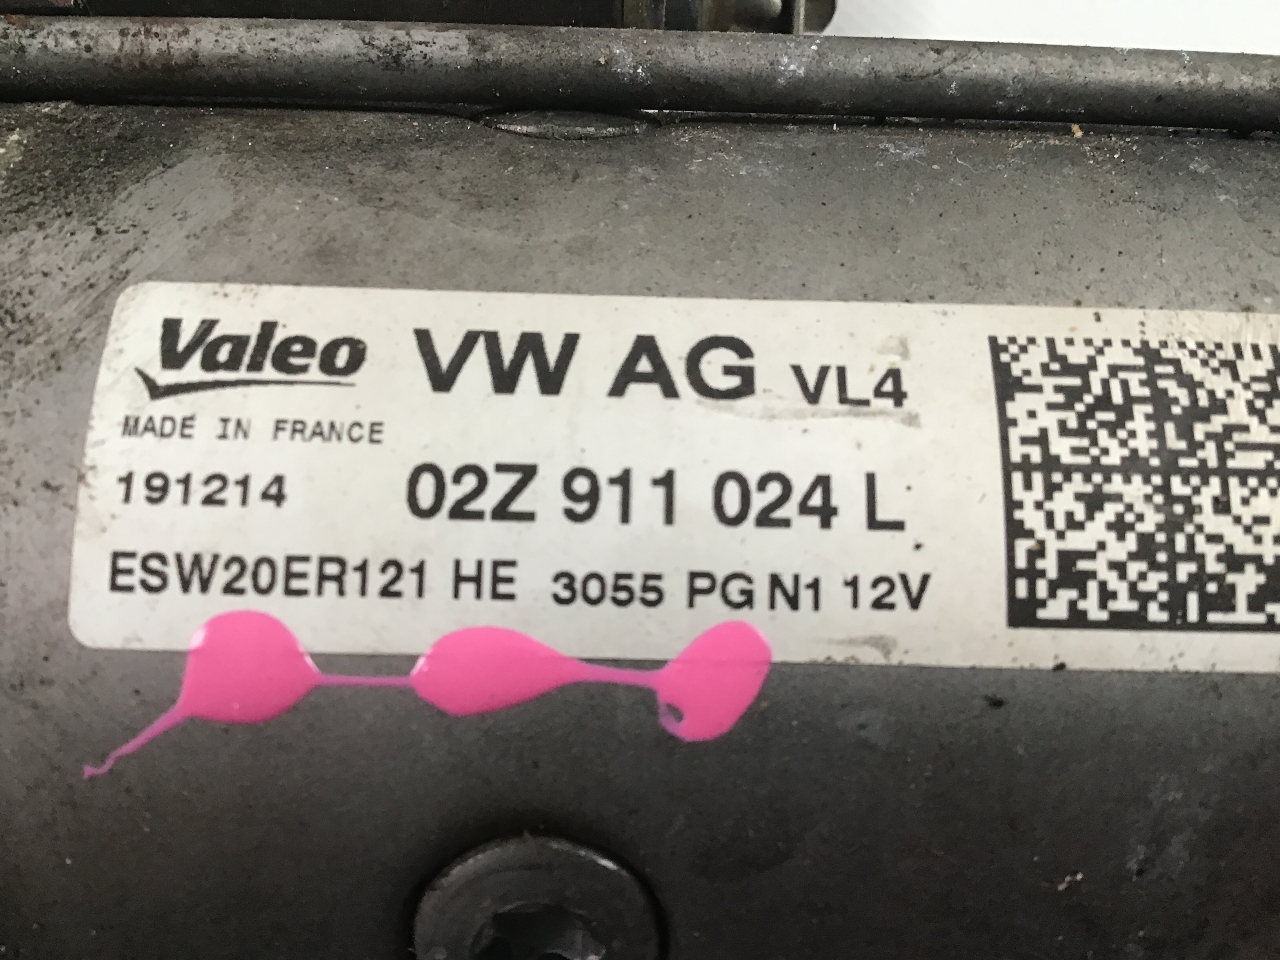 Valeo VW AG VL4
MADE IN FRANCE
191214 02Z 911 024 L
ESW20ER121 HE 3055 PG N1 12V